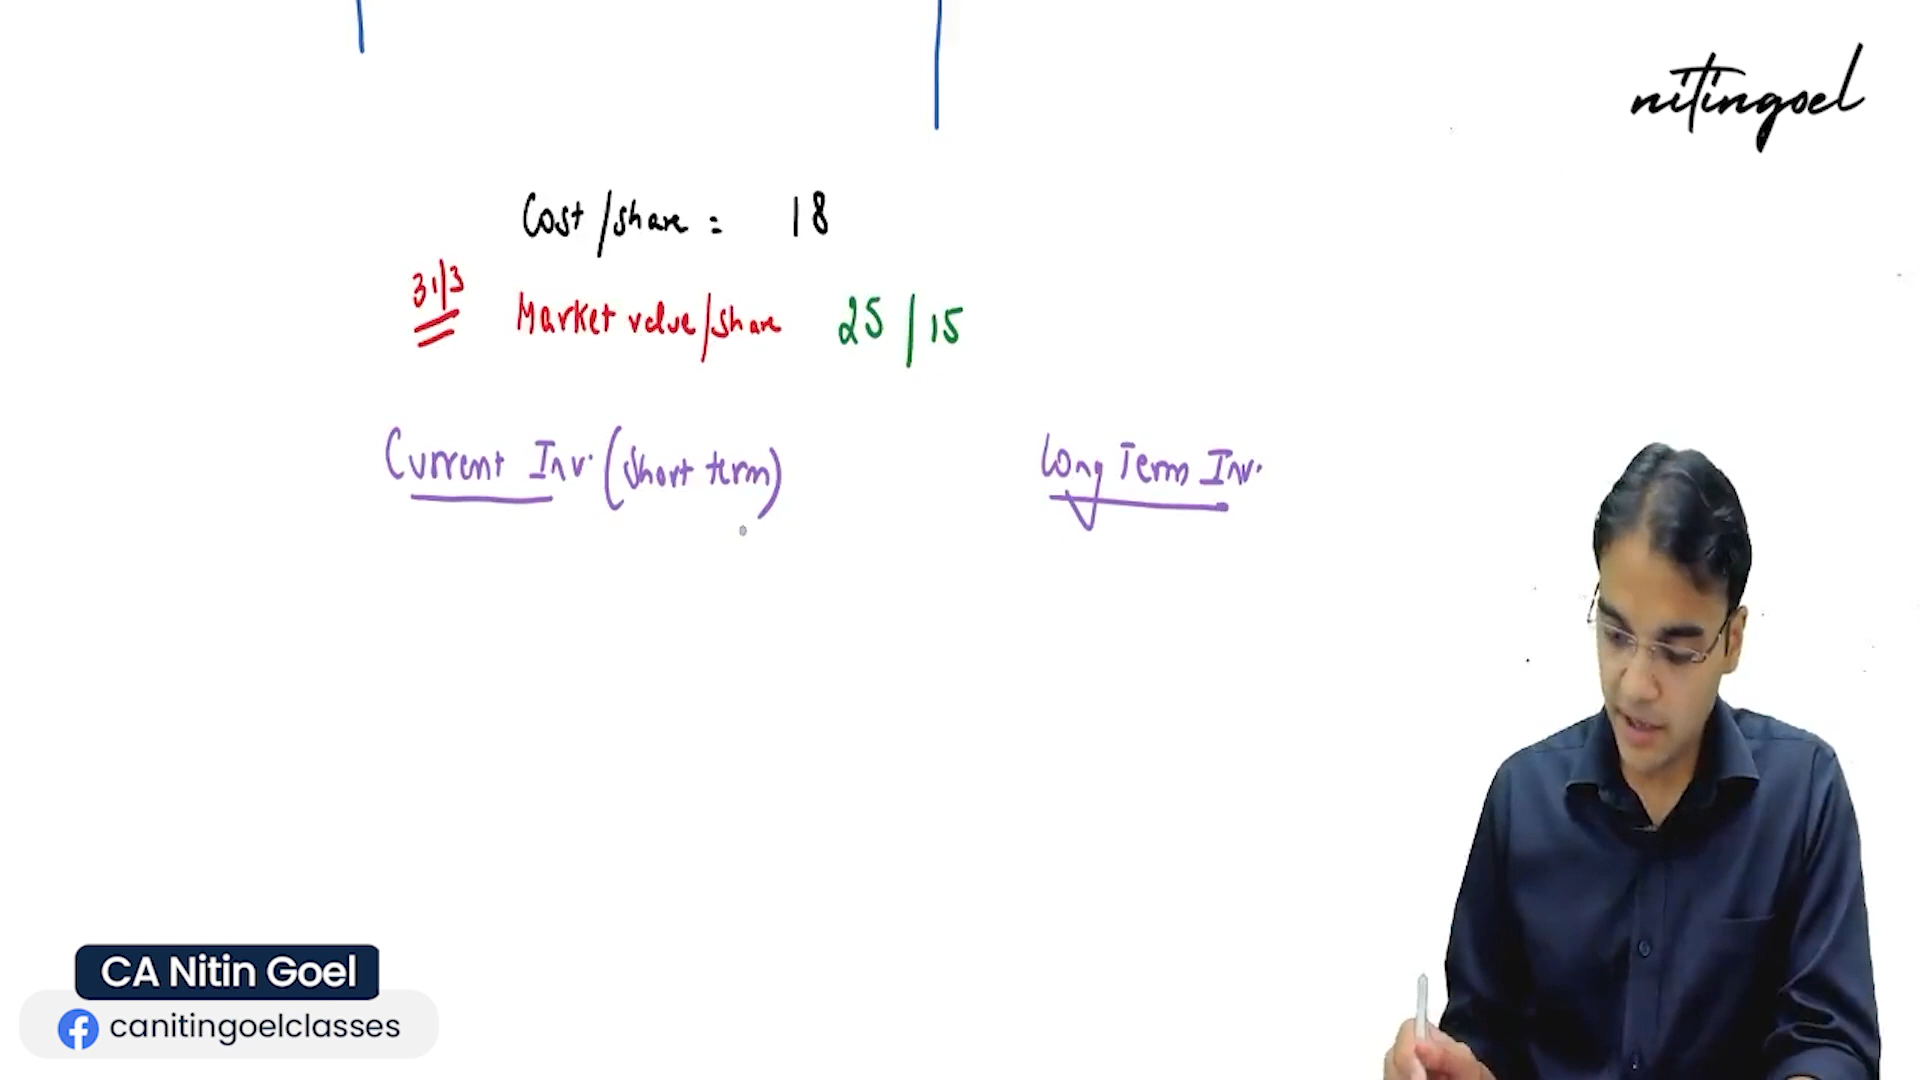 nitingoel
Cost/share = 18
31/3 Market value/share 25/15
Current Inv. (Short term)
Long Term Inv.
CA Nitin Goel
canitingoelclasses